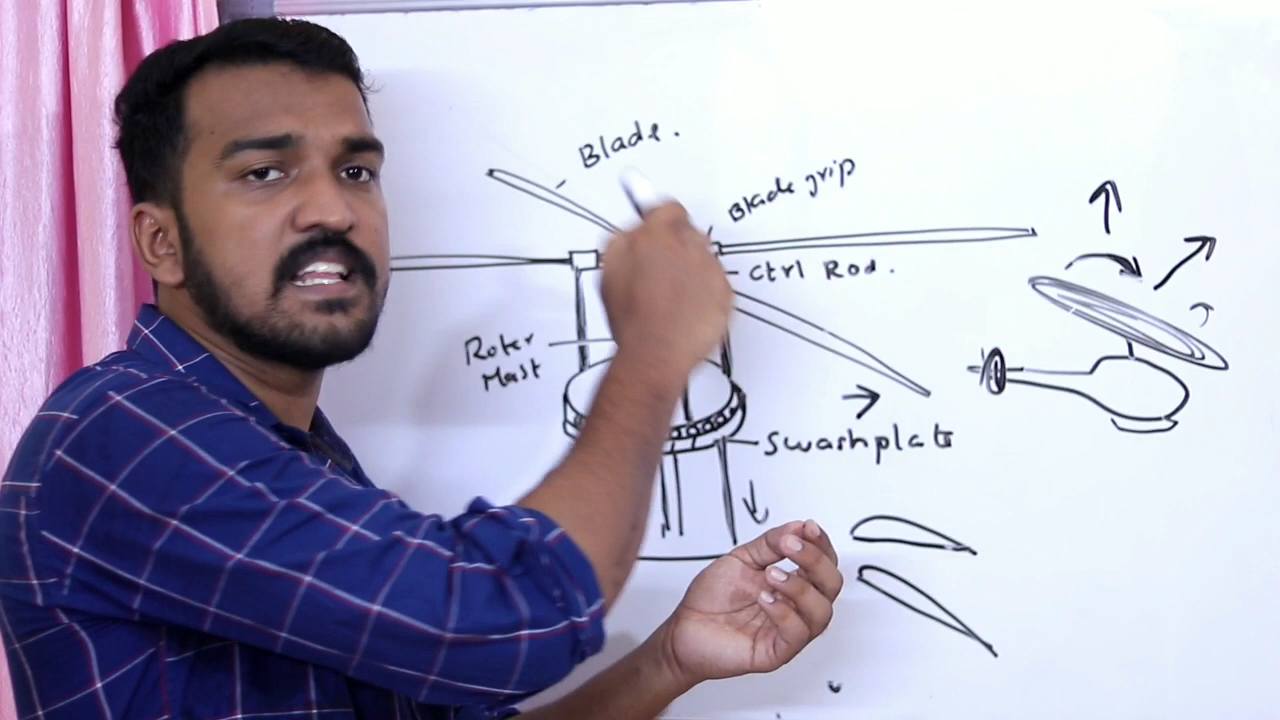 Blade.
Blade grip
Ctrl Rod.
Rotor
Mast
Swashplate